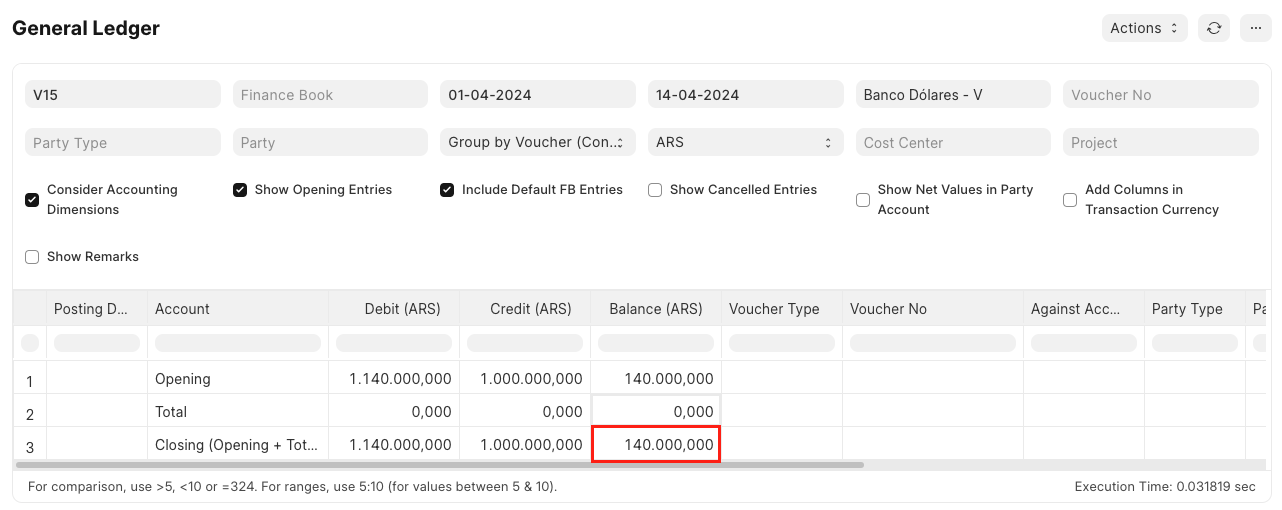 General Ledger
Actions
...
V15 Finance Book 01-04-2024 14-04-2024 Banco Dólares - V Voucher No
Party Type Party Group by Voucher (Con... ARS Cost Center Project
Consider Accounting Dimensions
Show Opening Entries
Include Default FB Entries
Show Cancelled Entries
Show Net Values in Party Account
Add Columns in Transaction Currency
Show Remarks
Posting D... Account Debit (ARS) Credit (ARS) Balance (ARS) Voucher Type Voucher No Against Acc... Party Type Pa
1 Opening 1.140.000,000 1.000.000,000 140.000,000
2 Total 0,000 0,000 0,000
3 Closing (Opening + Tot... 1.140.000,000 1.000.000,000 140.000,000
For comparison, use >5, <10 or =324. For ranges, use 5:10 (for values between 5 & 10). Execution Time: 0.031819 sec